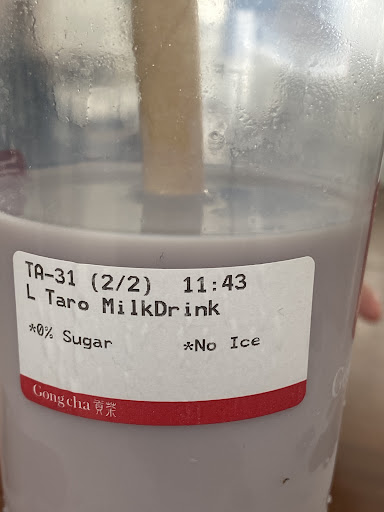 TA-31 (2/2) 11:43
L Taro MilkDrink
*0% Sugar *No Ice
Gong cha 貢茶